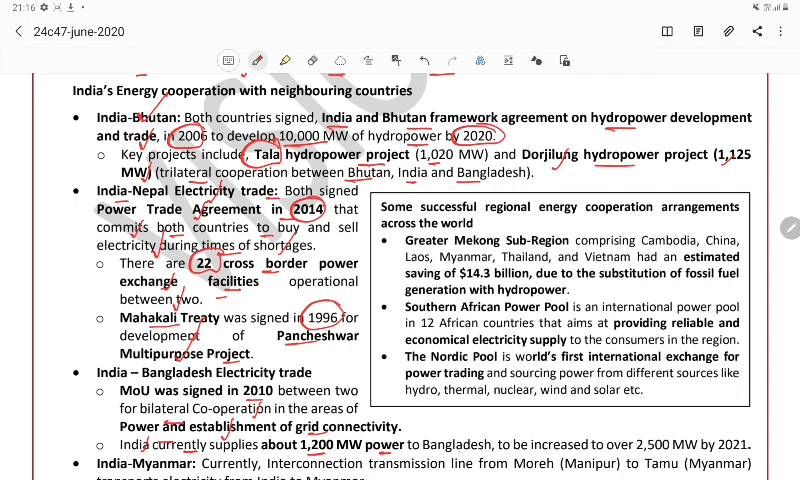 21:16
24c47-june-2020
India's Energy cooperation with neighbouring countries
• India-Bhutan: Both countries signed, India and Bhutan framework agreement on hydropower development
and trade, in 2006 to develop 10,000 MW of hydropower by 2020.
o Key projects include, Tala hydropower project (1,020 MW) and Dorjilung hydropower project (1,125
MW) (trilateral cooperation between Bhutan, India and Bangladesh).
• India-Nepal Electricity trade: Both signed
Power Trade Agreement in 2014 that
commits both countries to buy and sell
electricity during times of shortages.
o There are 22 cross border power
exchange facilities operational
between two.
o Mahakali Treaty was signed in 1996 for
development of Pancheshwar
Multipurpose Project.
Some successful regional energy cooperation arrangements
across the world
• Greater Mekong Sub-Region comprising Cambodia, China,
Laos, Myanmar, Thailand, and Vietnam had an estimated
saving of $14.3 billion, due to the substitution of fossil fuel
generation with hydropower.
• Southern African Power Pool is an international power pool
in 12 African countries that aims at providing reliable and
economical electricity supply to the consumers in the region.
• The Nordic Pool is world's first international exchange for
power trading and sourcing power from different sources like
hydro, thermal, nuclear, wind and solar etc.
• India – Bangladesh Electricity trade
o MoU was signed in 2010 between two
for bilateral Co-operation in the areas of
Power and establishment of grid connectivity.
o India currently supplies about 1,200 MW power to Bangladesh, to be increased to over 2,500 MW by 2021.
• India-Myanmar: Currently, Interconnection transmission line from Moreh (Manipur) to Tamu (Myanmar)
transports electricity from India to Myanmar.